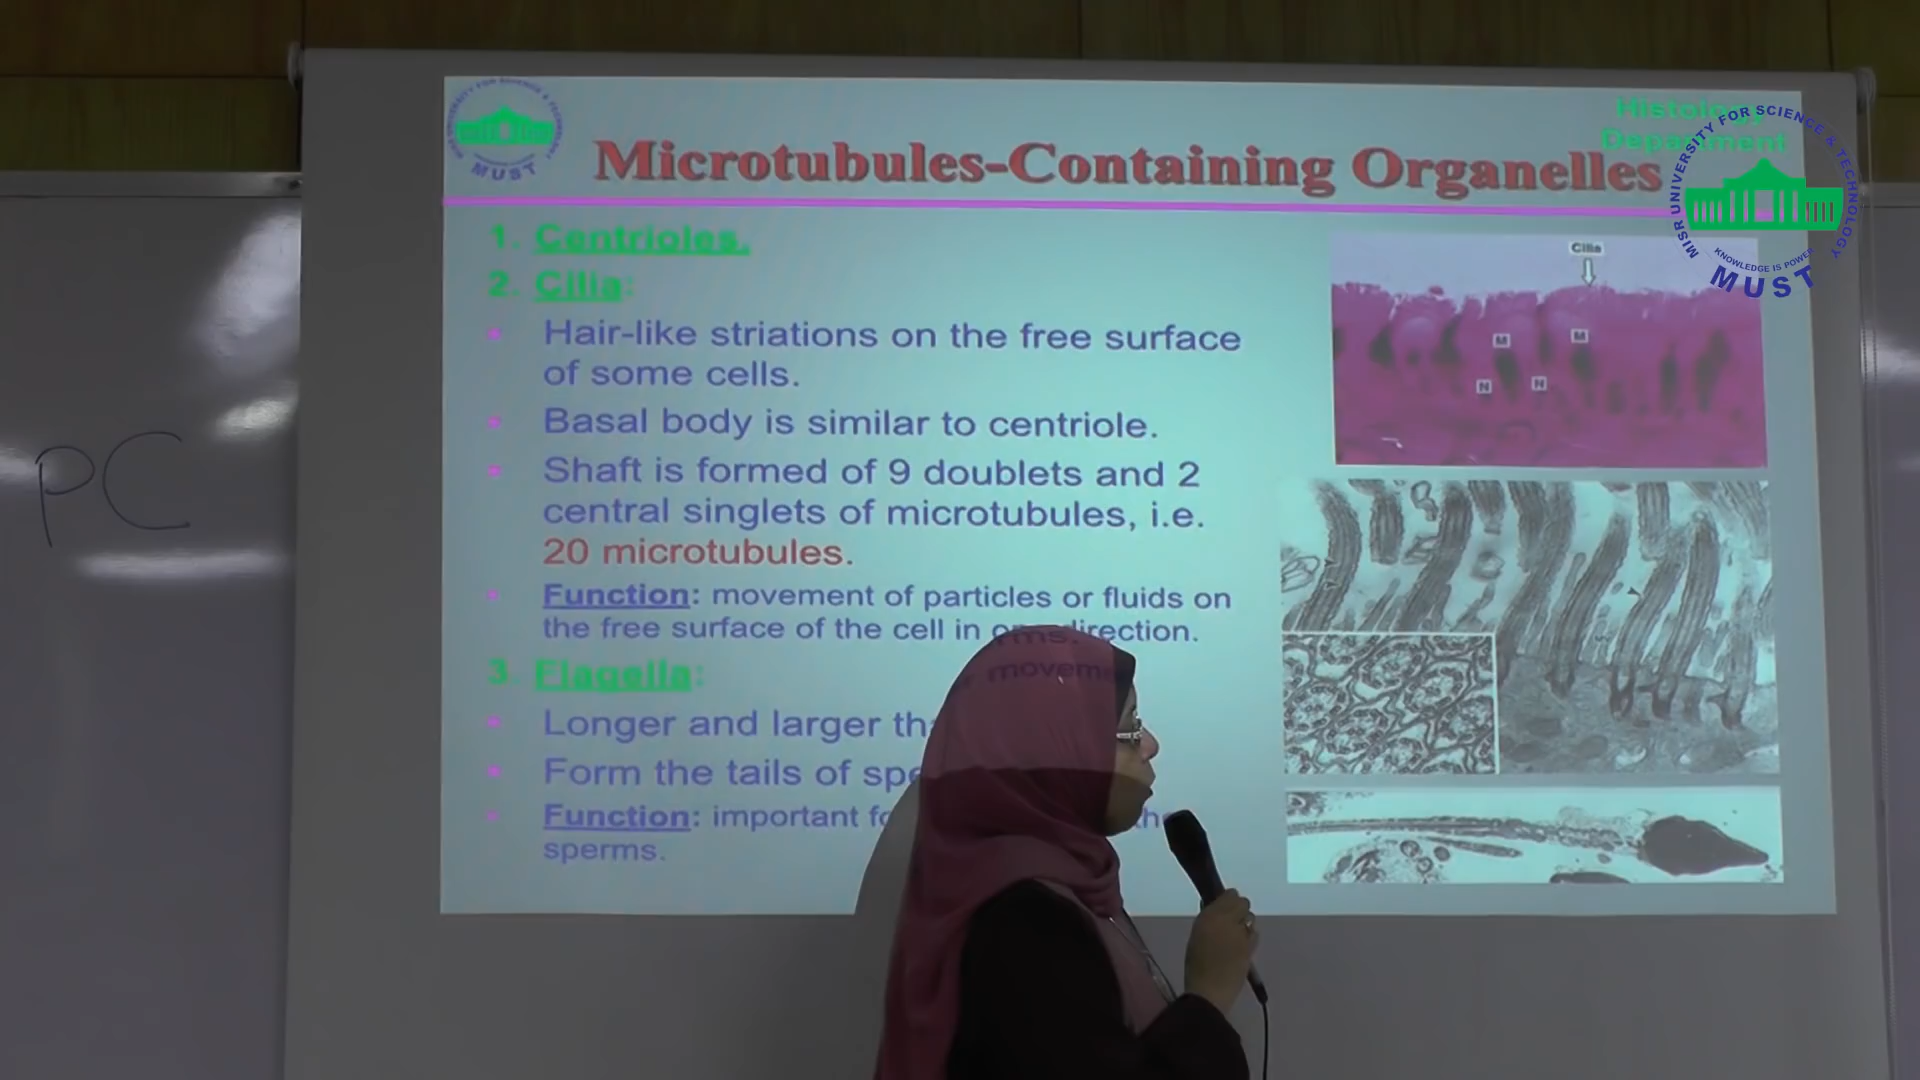 Histology
Department
MISR UNIVERSITY FOR SCIENCE & TECHNOLOGY
KNOWLEDGE IS POWER
MUST
MUST
Microtubules-Containing Organelles
1. Centrioles.
2. Cilia:
Hair-like striations on the free surface
of some cells.
Basal body is similar to centriole.
Shaft is formed of 9 doublets and 2
central singlets of microtubules, i.e.
20 microtubules.
Function: movement of particles or fluids on
the free surface of the cell in direction.
3. Flagella:
Longer and larger
Form the tails of
Function: important
sperms.
Cilia
M
M
N
N
PC